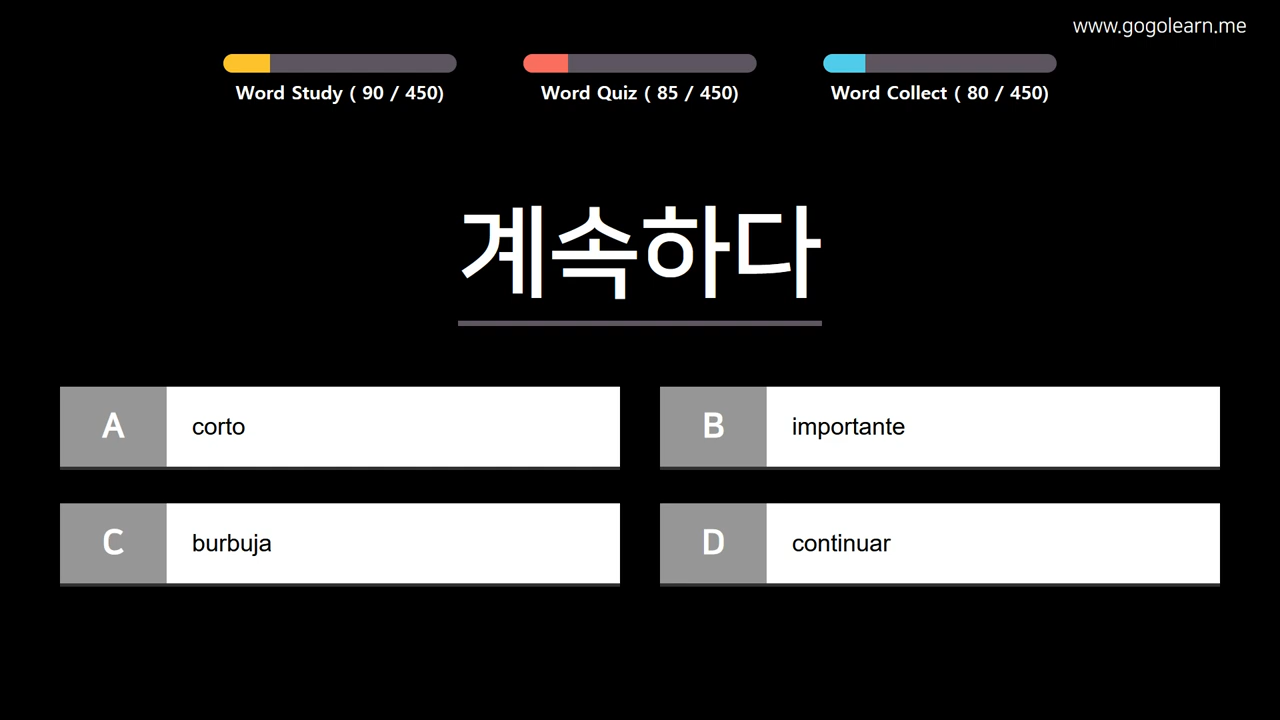 www.gogolearn.me
Word Study ( 90 / 450)
Word Quiz ( 85 / 450)
Word Collect ( 80 / 450)
계속하다
A corto
B importante
C burbuja
D continuar